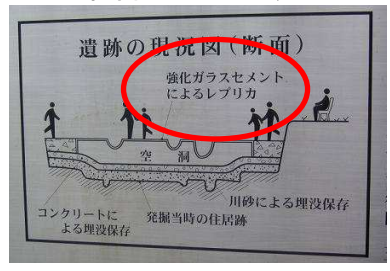 遺跡の現況図(断面)
強化ガラスセメント
によるレプリカ
空洞
川砂による埋没保存
コンクリートに
よる埋没保存
発掘当時の住居跡